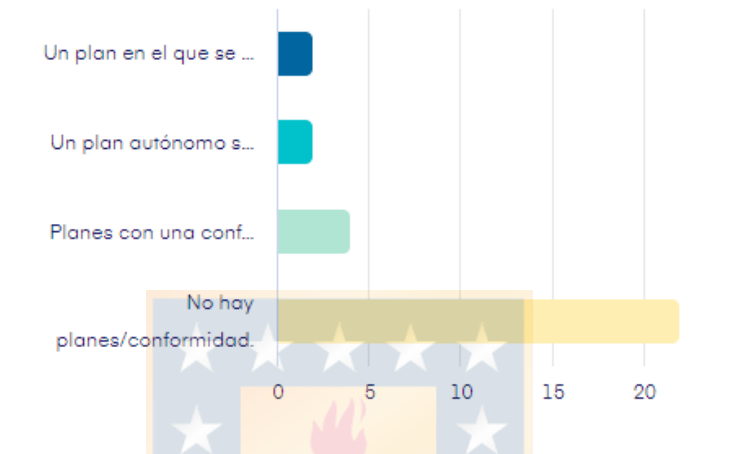 Un plan en el que se ...
Un plan autónomo s...
Planes con una conf...
No hay
planes/conformidad.
0 5 10 15 20